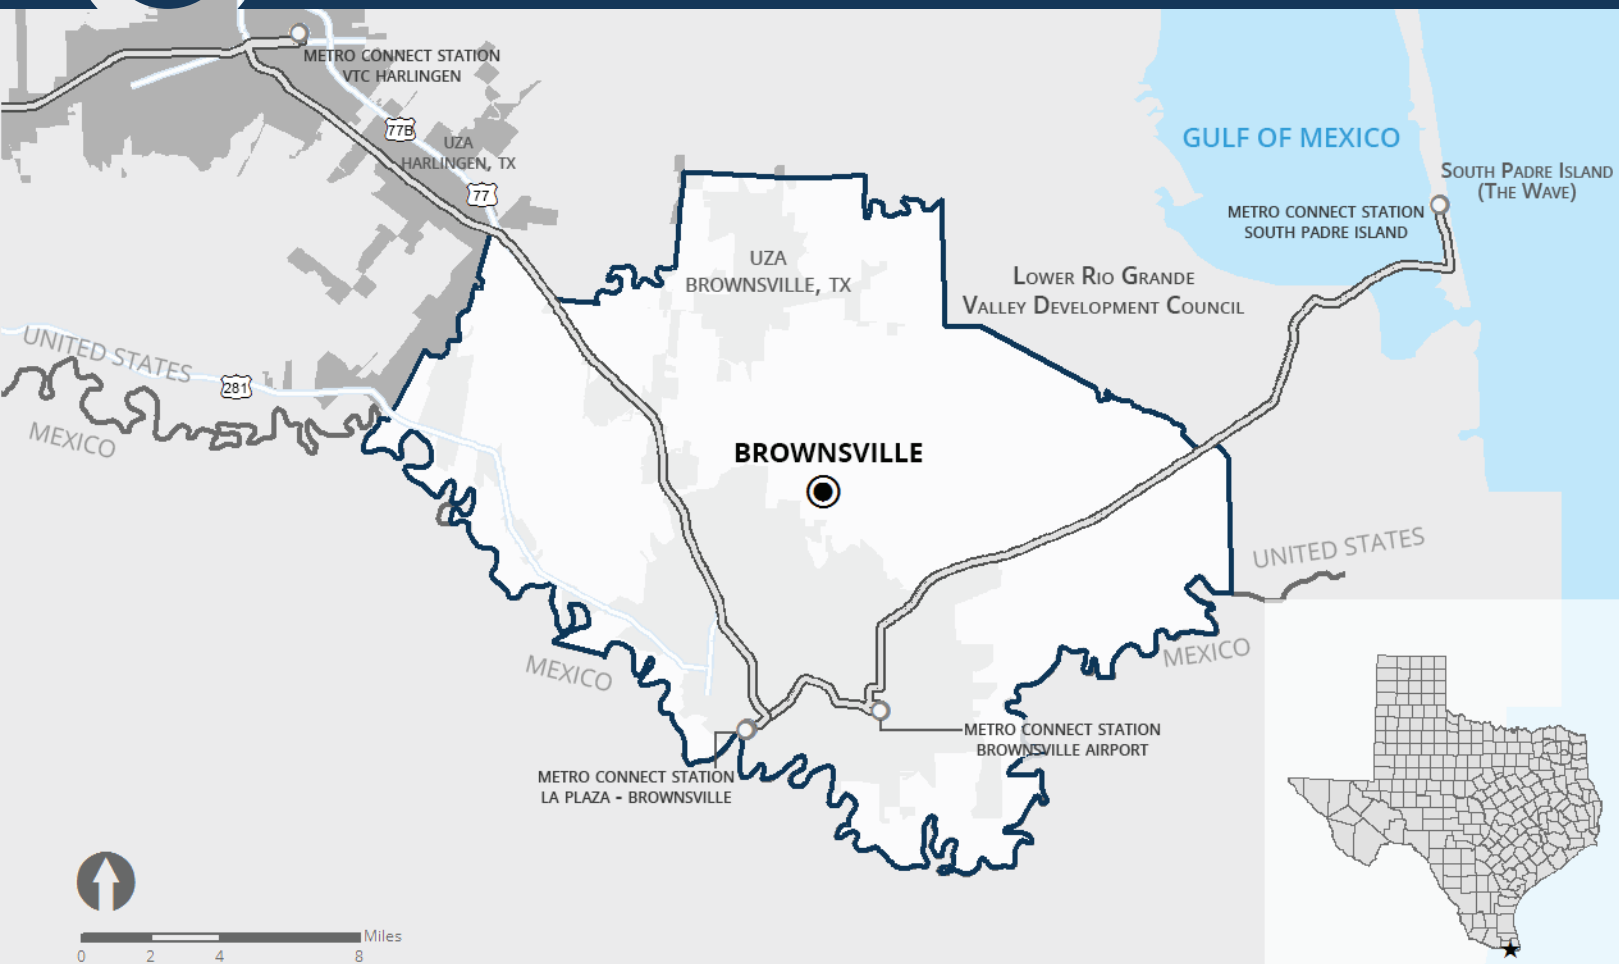 METRO CONNECT STATION
VTC HARLINGEN
77B
UZA
HARLINGEN, TX
77
GULF OF MEXICO
SOUTH PADRE ISLAND
(THE WAVE)
METRO CONNECT STATION
SOUTH PADRE ISLAND
UZA
BROWNSVILLE, TX
LOWER RIO GRANDE
VALLEY DEVELOPMENT COUNCIL
UNITED STATES
281
MEXICO
BROWNSVILLE
UNITED STATES
MEXICO
MEXICO
METRO CONNECT STATION
BROWNSVILLE AIRPORT
METRO CONNECT STATION
LA PLAZA - BROWNSVILLE
Miles
0 2 4 8